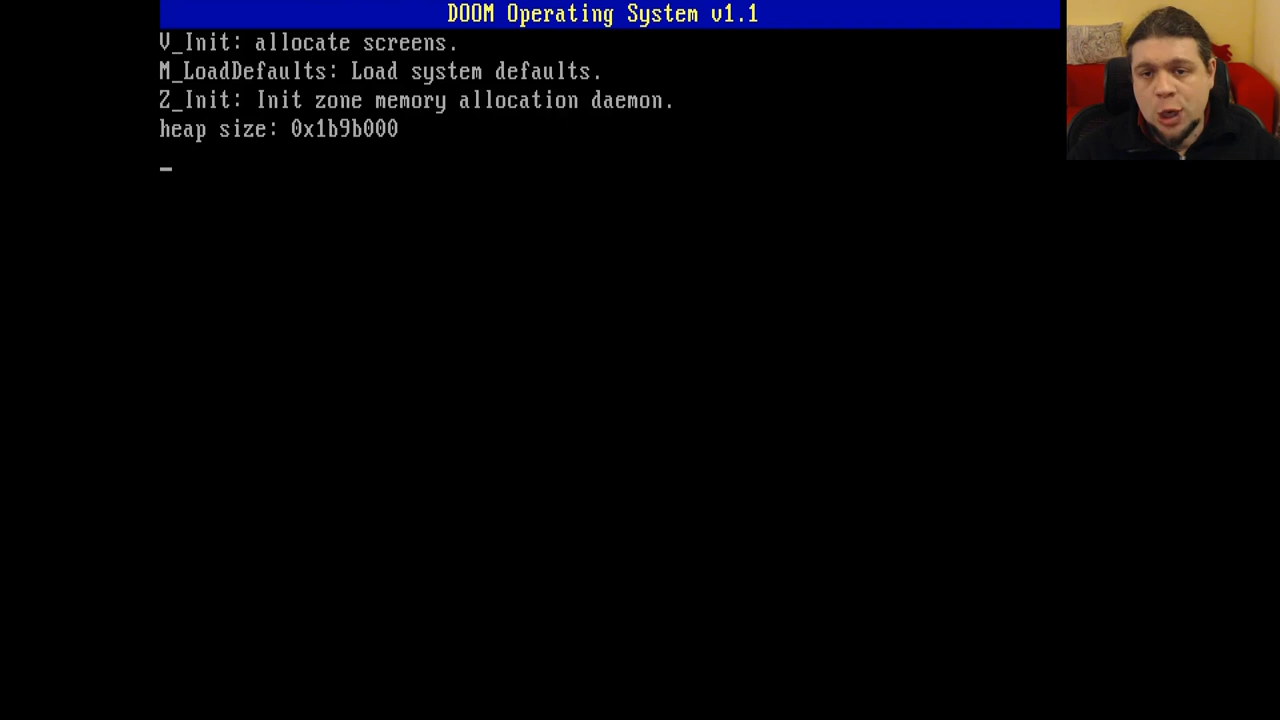 DOOM Operating System v1.1
V_Init: allocate screens.
M_LoadDefaults: Load system defaults.
Z_Init: Init zone memory allocation daemon.
heap size: 0x1b9b000
_